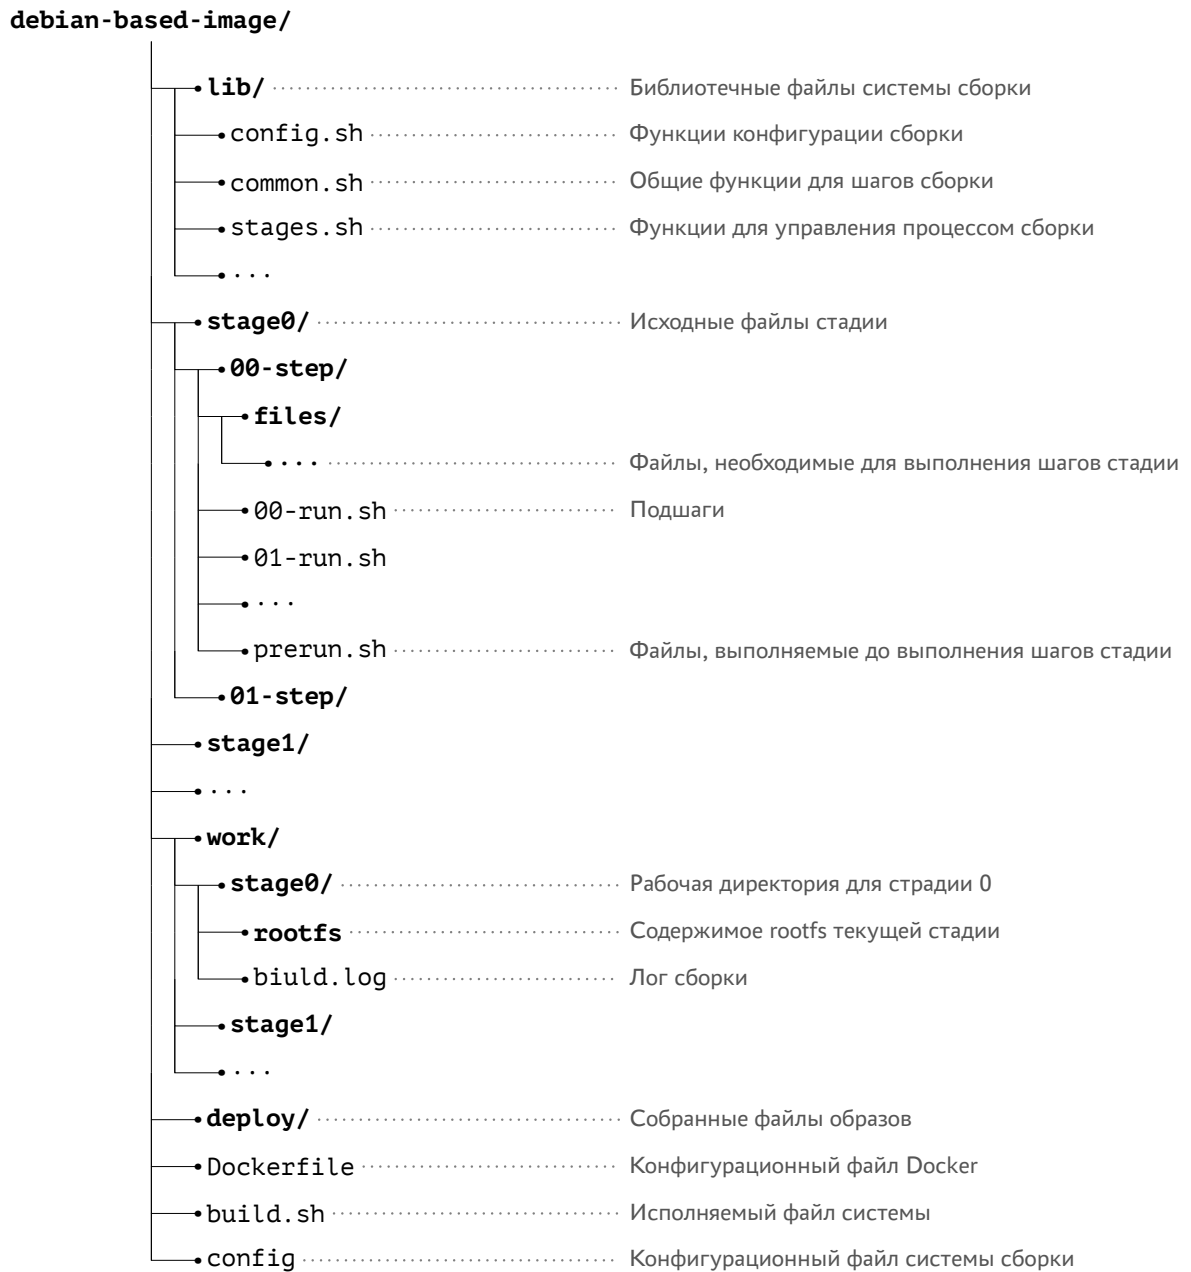 debian-based-image/
lib/ Библиотечные файлы системы сборки
config.sh Функции конфигурации сборки
common.sh Общие функции для шагов сборки
stages.sh Функции для управления процессом сборки
...
stage0/ Исходные файлы стадии
00-step/
files/
... Файлы, необходимые для выполнения шагов стадии
00-run.sh Подшаги
01-run.sh
...
prerun.sh Файлы, выполняемые до выполнения шагов стадии
01-step/
stage1/
...
work/
stage0/ Рабочая директория для страдии 0
rootfs Содержимое rootfs текущей стадии
biuld.log Лог сборки
stage1/
...
deploy/ Собранные файлы образов
Dockerfile Конфигурационный файл Docker
build.sh Исполняемый файл системы
config Конфигурационный файл системы сборки